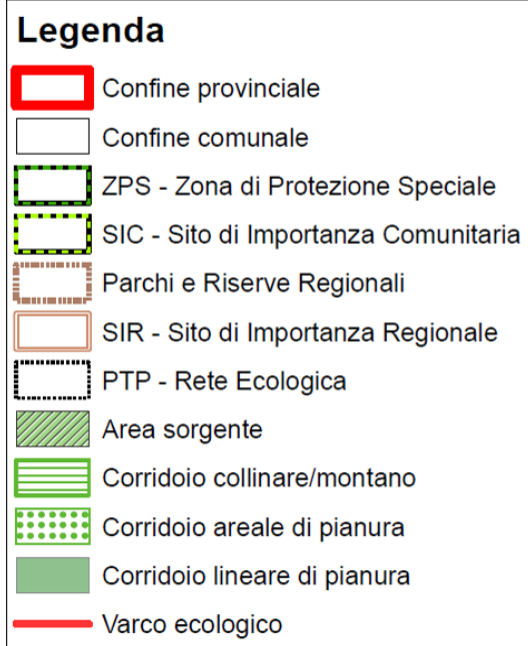 Legenda
Confine provinciale
Confine comunale
ZPS - Zona di Protezione Speciale
SIC - Sito di Importanza Comunitaria
Parchi e Riserve Regionali
SIR - Sito di Importanza Regionale
PTP - Rete Ecologica
Area sorgente
Corridoio collinare/montano
Corridoio areale di pianura
Corridoio lineare di pianura
Varco ecologico